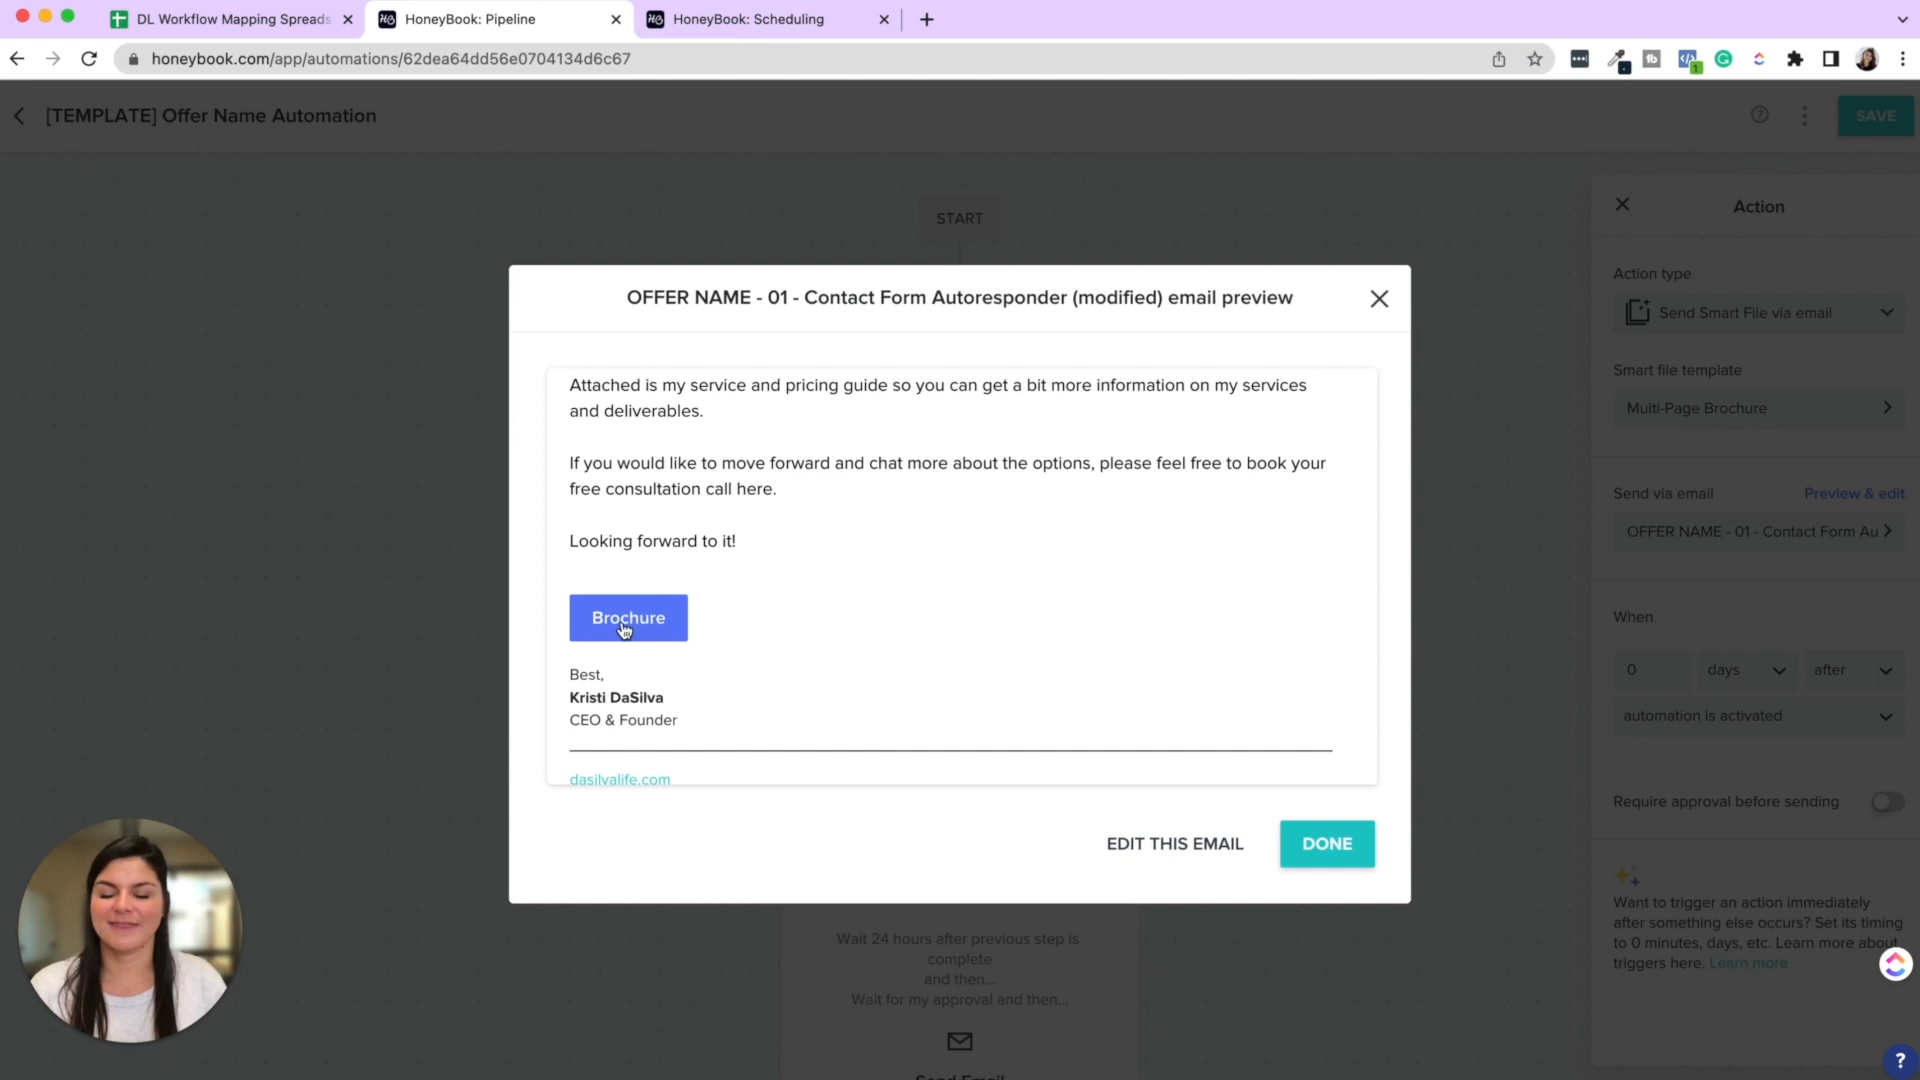 DL Workflow Mapping Spreads
HoneyBook: Pipeline
HoneyBook: Scheduling
honeybook.com/app/automations/62dea64dd56e0704134d6c67
[TEMPLATE] Offer Name Automation
SAVE
START
Action
Action type
Send Smart File via email
Smart file template
Multi-Page Brochure
Send via email
Preview & edit
OFFER NAME - 01 - Contact Form Au
When
0
days
after
automation is activated
Require approval before sending
Want to trigger an action immediately
after something else occurs? Set its timing
to 0 minutes, days, etc. Learn more about
triggers here. Learn more
OFFER NAME - 01 - Contact Form Autoresponder (modified) email preview
Attached is my service and pricing guide so you can get a bit more information on my services
and deliverables.
If you would like to move forward and chat more about the options, please feel free to book your
free consultation call here.
Looking forward to it!
Brochure
Best,
Kristi DaSilva
CEO & Founder
dasilvalife.com
EDIT THIS EMAIL
DONE
Wait 24 hours after previous step is
complete
and then...
Wait for my approval and then...
Send Email
?